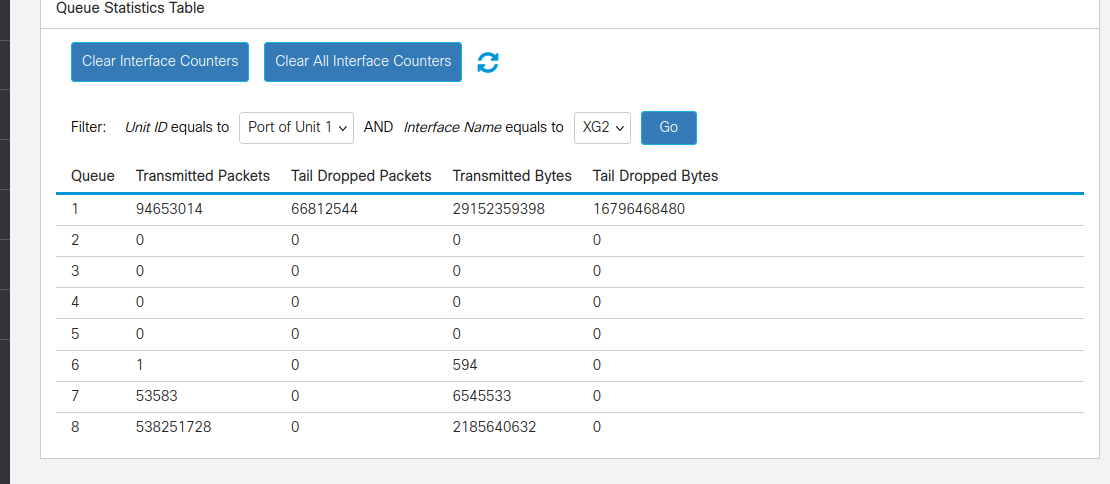 Queue Statistics Table
Clear Interface Counters Clear All Interface Counters
Filter: Unit ID equals to Port of Unit 1 AND Interface Name equals to XG2 Go
Queue Transmitted Packets Tail Dropped Packets Transmitted Bytes Tail Dropped Bytes
1 94653014 66812544 29152359398 16796468480
2 0 0 0 0
3 0 0 0 0
4 0 0 0 0
5 0 0 0 0
6 1 0 594 0
7 53583 0 6545533 0
8 538251728 0 2185640632 0